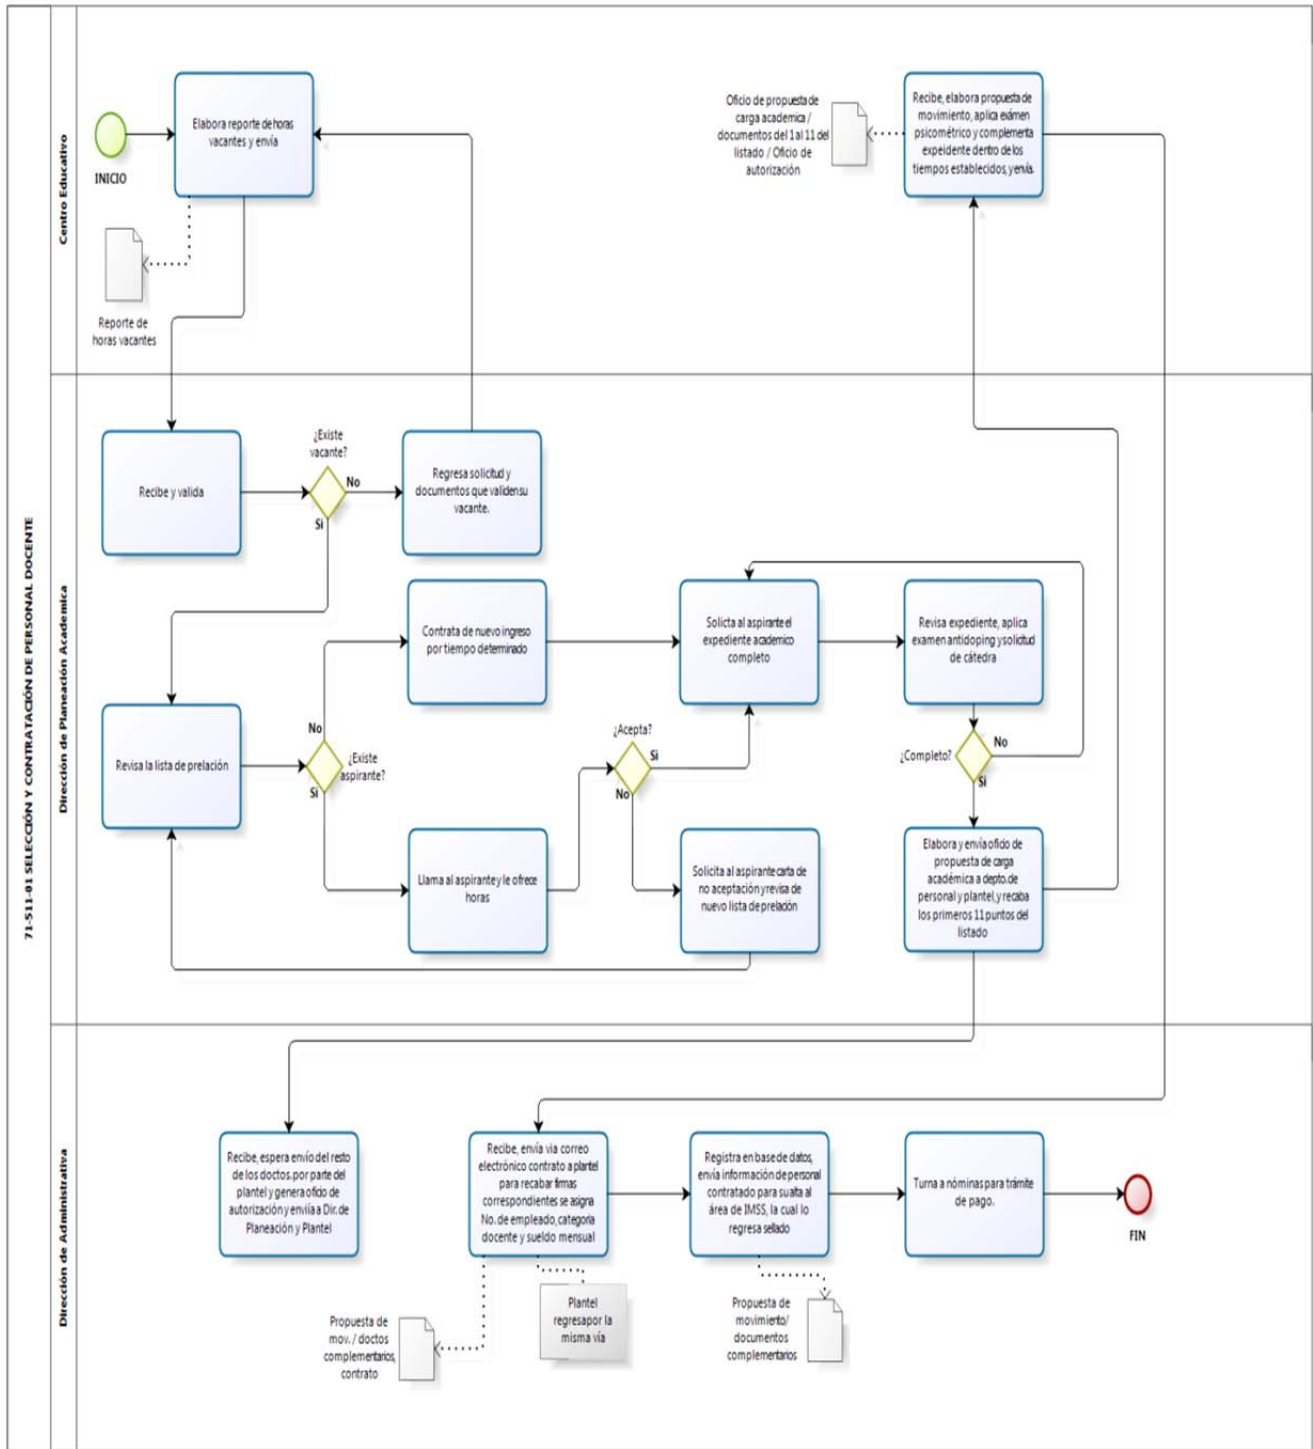 71-511-01 SELECCIÓN Y CONTRATACIÓN DE PERSONAL DOCENTE
Centro Educativo
INICIO
Elabora reporte de horas
vacantes y envía
Reporte de
horas vacantes
Oficio de propuesta de
carga academica /
documentos del 1 al 11 del
listado / Oficio de
autorización
Recibe, elabora propuesta de
movimiento, aplica exámen
psicométrico y complementa
expeidente dentro de los
tiempos establecidos, y envía.
Dirección de Planeación Academica
Recibe y valida
¿Existe
vacante?
No
Si
Regresa solicitud y
documentos que validen su
vacante.
Contrata de nuevo ingreso
por tiempo determinado
Solicta al aspirante el
expediente academico
completo
Revisa expediente, aplica
examen antidoping y solicitud
de cátedra
Revisa la lista de prelación
No
¿Existe
aspirante?
Si
¿Acepta?
Si
No
¿Completo?
No
Si
Llama al aspirante y le ofrece
horas
Solicita al aspirante carta de
no aceptación y revisa de
nuevo lista de prelación
Elabora y envía oficio de
propuesta de carga
académica a depto. de
personal y plantel, y recaba
los primeros 11 puntos del
listado
Dirección de Administrativa
Recibe, espera envío del resto
de los doctos. por parte del
plantel y genera oficio de
autorización y envíia a Dir. de
Planeación y Plantel
Recibe, envía via correo
electrónico contrato a plantel
para recabar firmas
correspondientes se asigna
No. de empleado, categoria
docente y sueldo mensual
Registra en base de datos,
envía información de personal
contratado para su alta al
área de IMSS, la cual lo
regresa sellado
Turna a nóminas para trámite
de pago.
FIN
Propuesta de
mov. / doctos
complementarios,
contrato
Plantel
regresa por la
misma vía
Propuesta de
movimiento/
documentos
complementarios